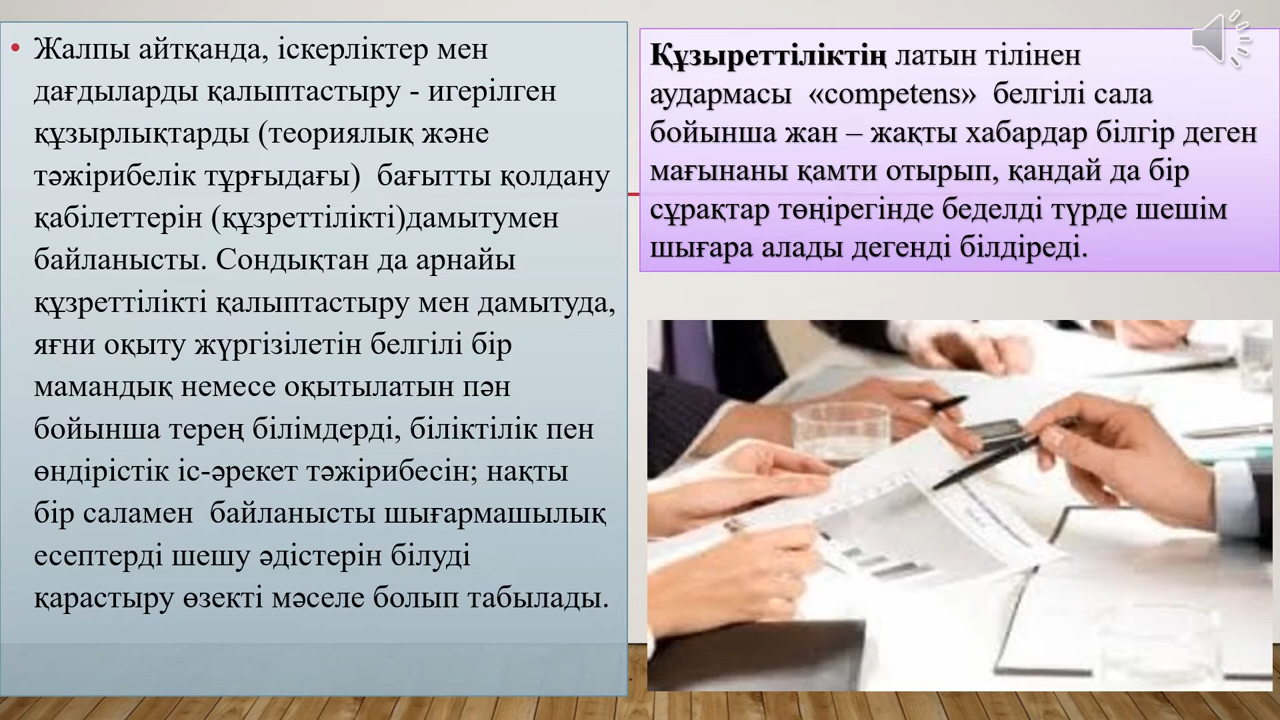 • Жалпы айтқанда, іскерліктер мен
дағдыларды қалыптастыру - игерілген
құзырлықтарды (теориялық және
тәжірибелік тұрғыдағы)  бағытты қолдану
қабілеттерін (құзреттілікті)дамытумен
байланысты. Сондықтан да арнайы
құзреттілікті қалыптастыру мен дамытуда,
яғни оқыту жүргізілетін белгілі бір
мамандық немесе оқытылатын пән
бойынша терең білімдерді, біліктілік пен
өндірістік іс-әрекет тәжірибесін; нақты
бір саламен  байланысты шығармашылық
есептерді шешу әдістерін білуді
қарастыру өзекті мәселе болып табылады.
Құзыреттіліктің латын тілінен
аудармасы  «competens»  белгілі сала
бойынша жан – жақты хабардар білгір деген
мағынаны қамти отырып, қандай да бір
сұрақтар төңірегінде беделді түрде шешім
шығара алады дегенді білдіреді.